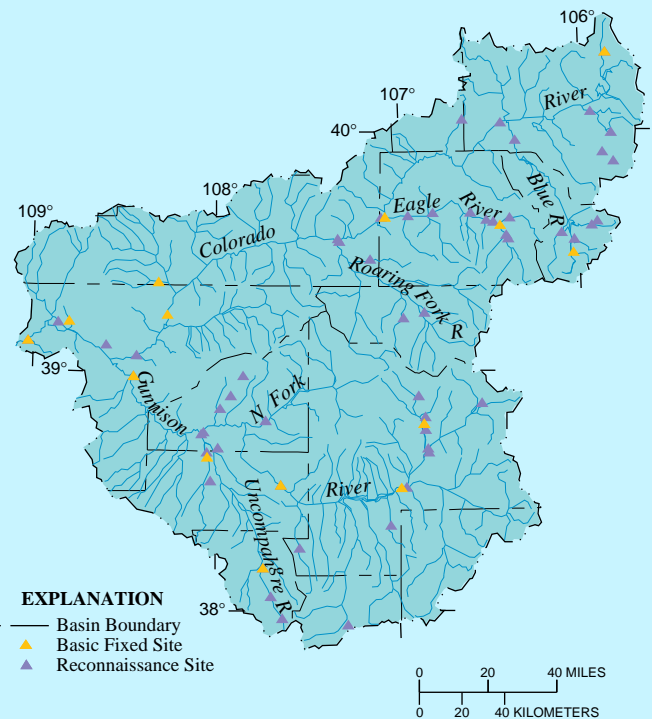 106°
River
107°
40°
Blue R
Eagle River
108°
109°
Colorado
Roaring Fork R
39°
Gunnison
N Fork
River
Uncompahgre R
EXPLANATION
38°
Basin Boundary
Basic Fixed Site
Reconnaissance Site
0 20 40 MILES
0 20 40 KILOMETERS